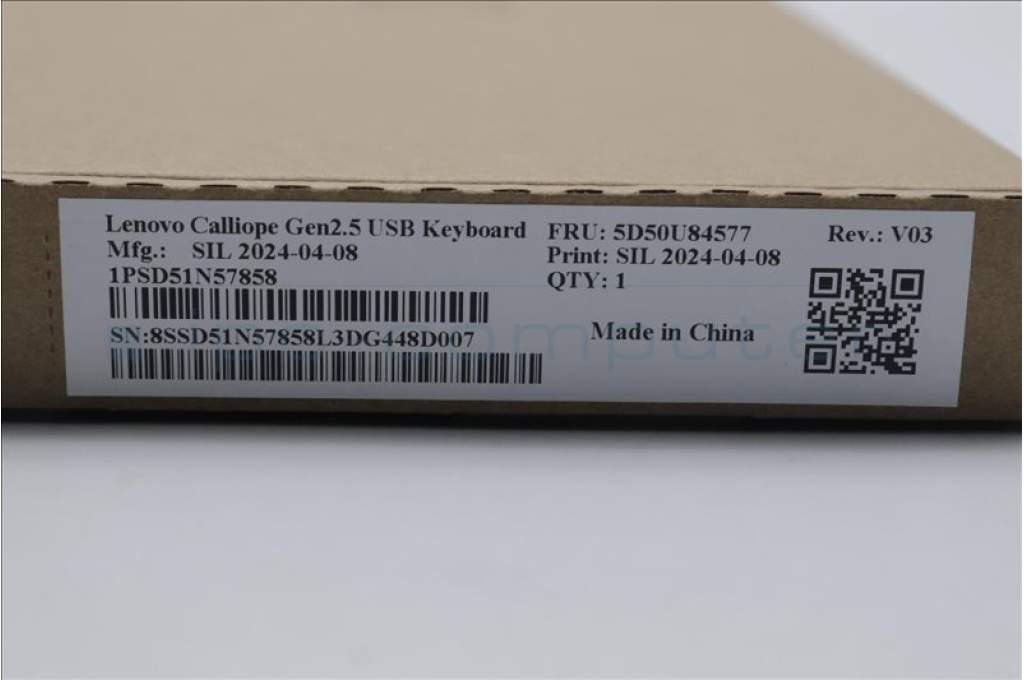 Lenovo Calliope Gen2.5 USB Keyboard
FRU: 5D50U84577
Rev.: V03
Mfg.: SIL 2024-04-08
Print: SIL 2024-04-08
1PSD51N57858
QTY: 1
SN:8SSD51N57858L3DG448D007
Made in China